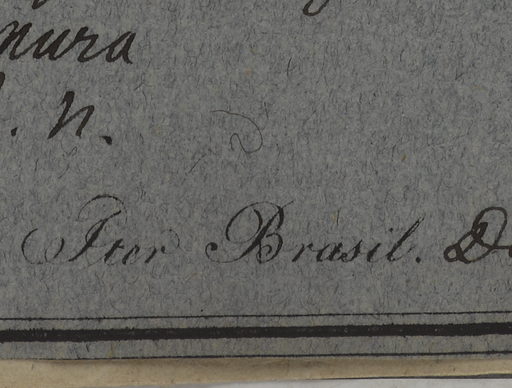 nura
. n.
Iter Brasil.